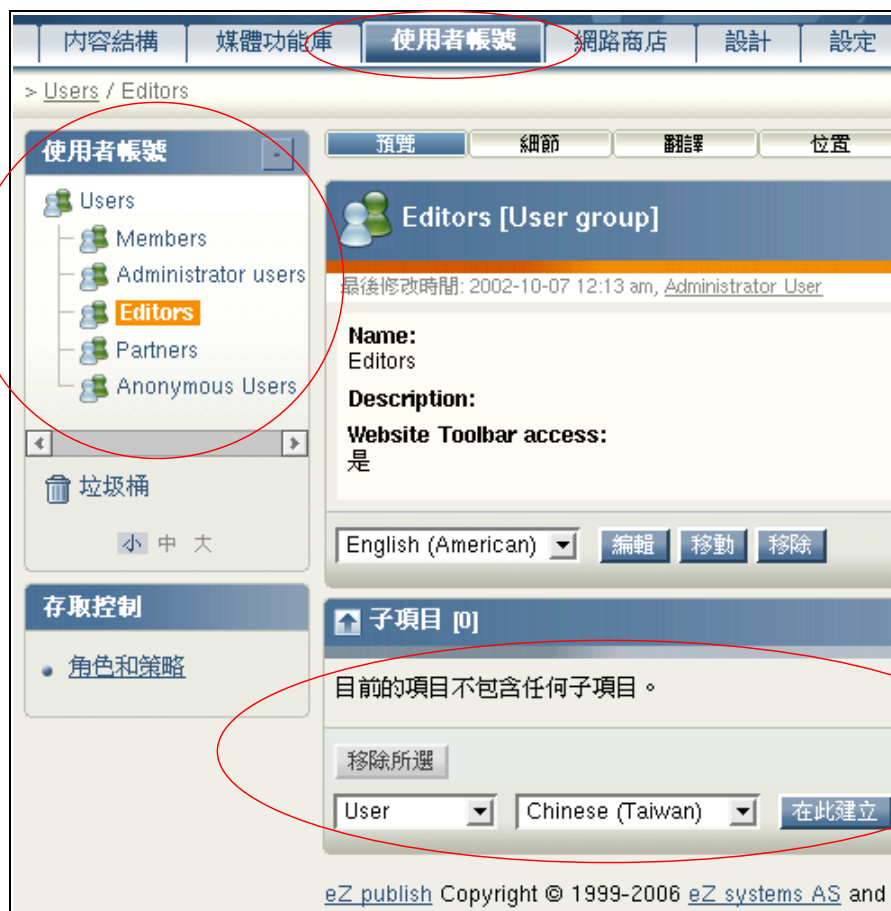 內容結構 媒體功能庫 使用者帳號 網路商店 設計 設定
> Users / Editors
使用者帳號 -
Users
Members
Administrator users
Editors
Partners
Anonymous Users
垃圾桶
小 中 大
存取控制
角色和策略
預覽 細節 翻譯 位置
Editors [User group]
最後修改時間: 2002-10-07 12:13 am, Administrator User
Name:
Editors
Description:
Website Toolbar access:
是
English (American) 編輯 移動 移除
子項目 [0]
目前的項目不包含任何子項目。
移除所選
User Chinese (Taiwan) 在此建立
eZ publish Copyright © 1999-2006 eZ systems AS and